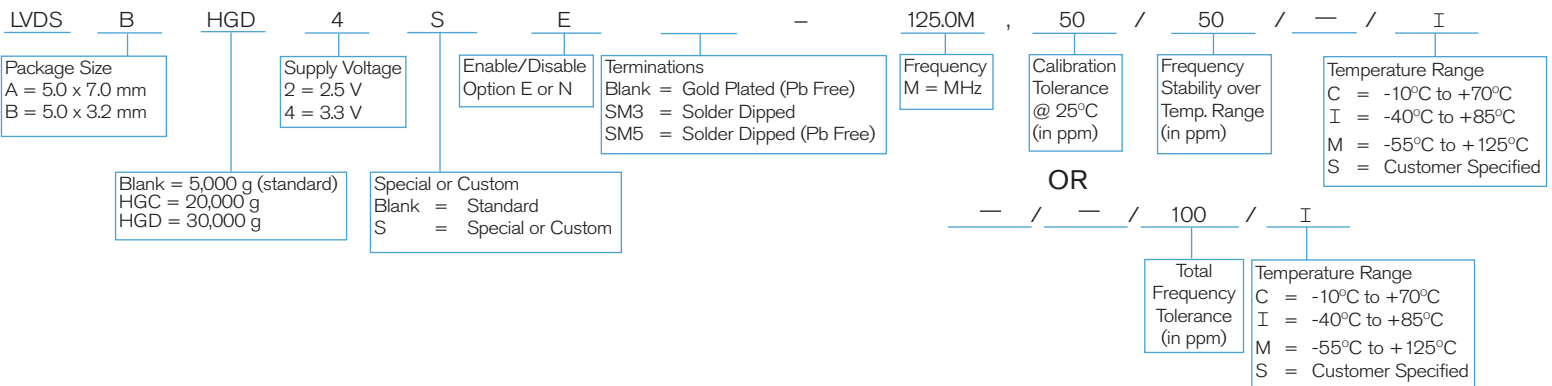 LVDS B HGD 4 S E – 125.0M , 50 / 50 / — / I
Package Size
A = 5.0 x 7.0 mm
B = 5.0 x 3.2 mm
Supply Voltage
2 = 2.5 V
4 = 3.3 V
Enable/Disable
Option E or N
Terminations
Blank = Gold Plated (Pb Free)
SM3 = Solder Dipped
SM5 = Solder Dipped (Pb Free)
Frequency
M = MHz
Calibration
Tolerance
@ 25°C
(in ppm)
Frequency
Stability over
Temp. Range
(in ppm)
Temperature Range
C = -10°C to +70°C
I = -40°C to +85°C
M = -55°C to +125°C
S = Customer Specified
Blank = 5,000 g (standard)
HGC = 20,000 g
HGD = 30,000 g
Special or Custom
Blank = Standard
S = Special or Custom
OR
— / — / 100 / I
Total
Frequency
Tolerance
(in ppm)
Temperature Range
C = -10°C to +70°C
I = -40°C to +85°C
M = -55°C to +125°C
S = Customer Specified